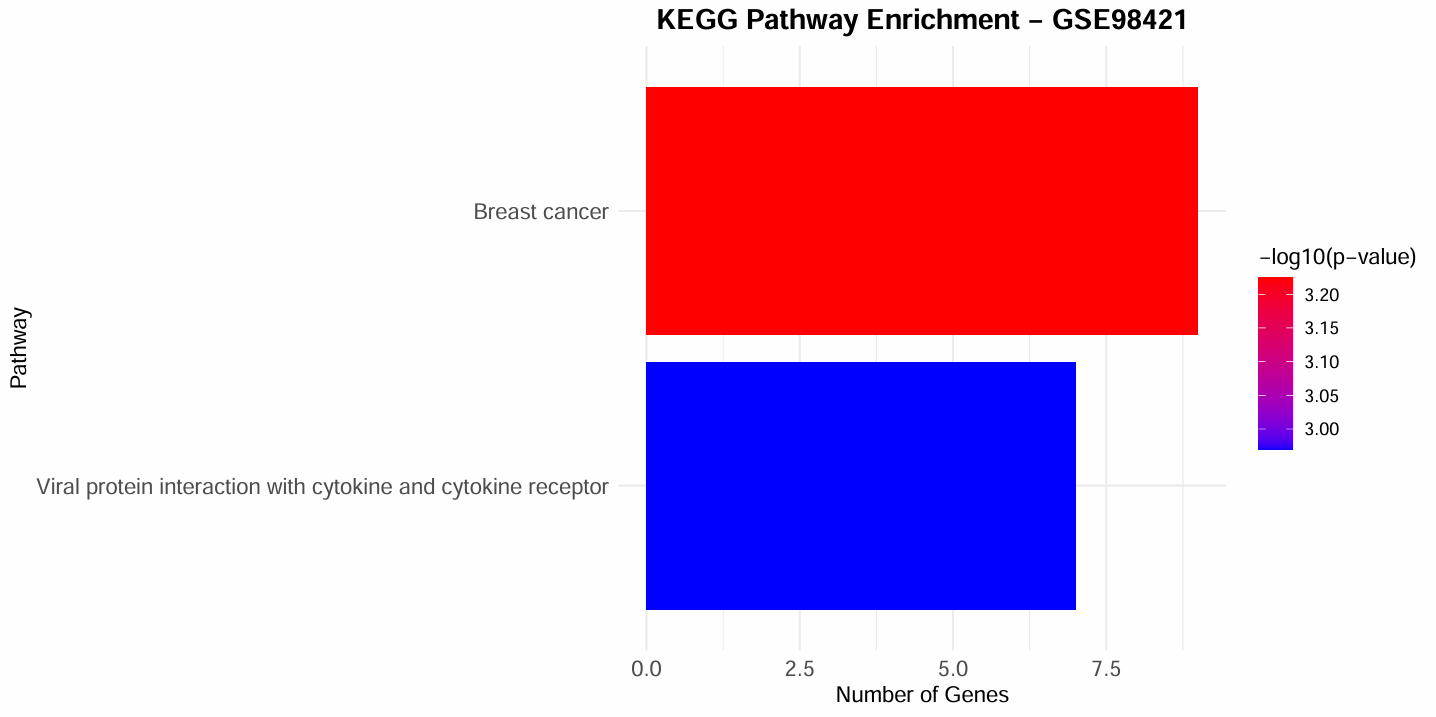 KEGG Pathway Enrichment – GSE98421
Breast cancer
Viral protein interaction with cytokine and cytokine receptor
Pathway
0.0
2.5
5.0
7.5
Number of Genes
−log10(p−value)
3.20
3.15
3.10
3.05
3.00